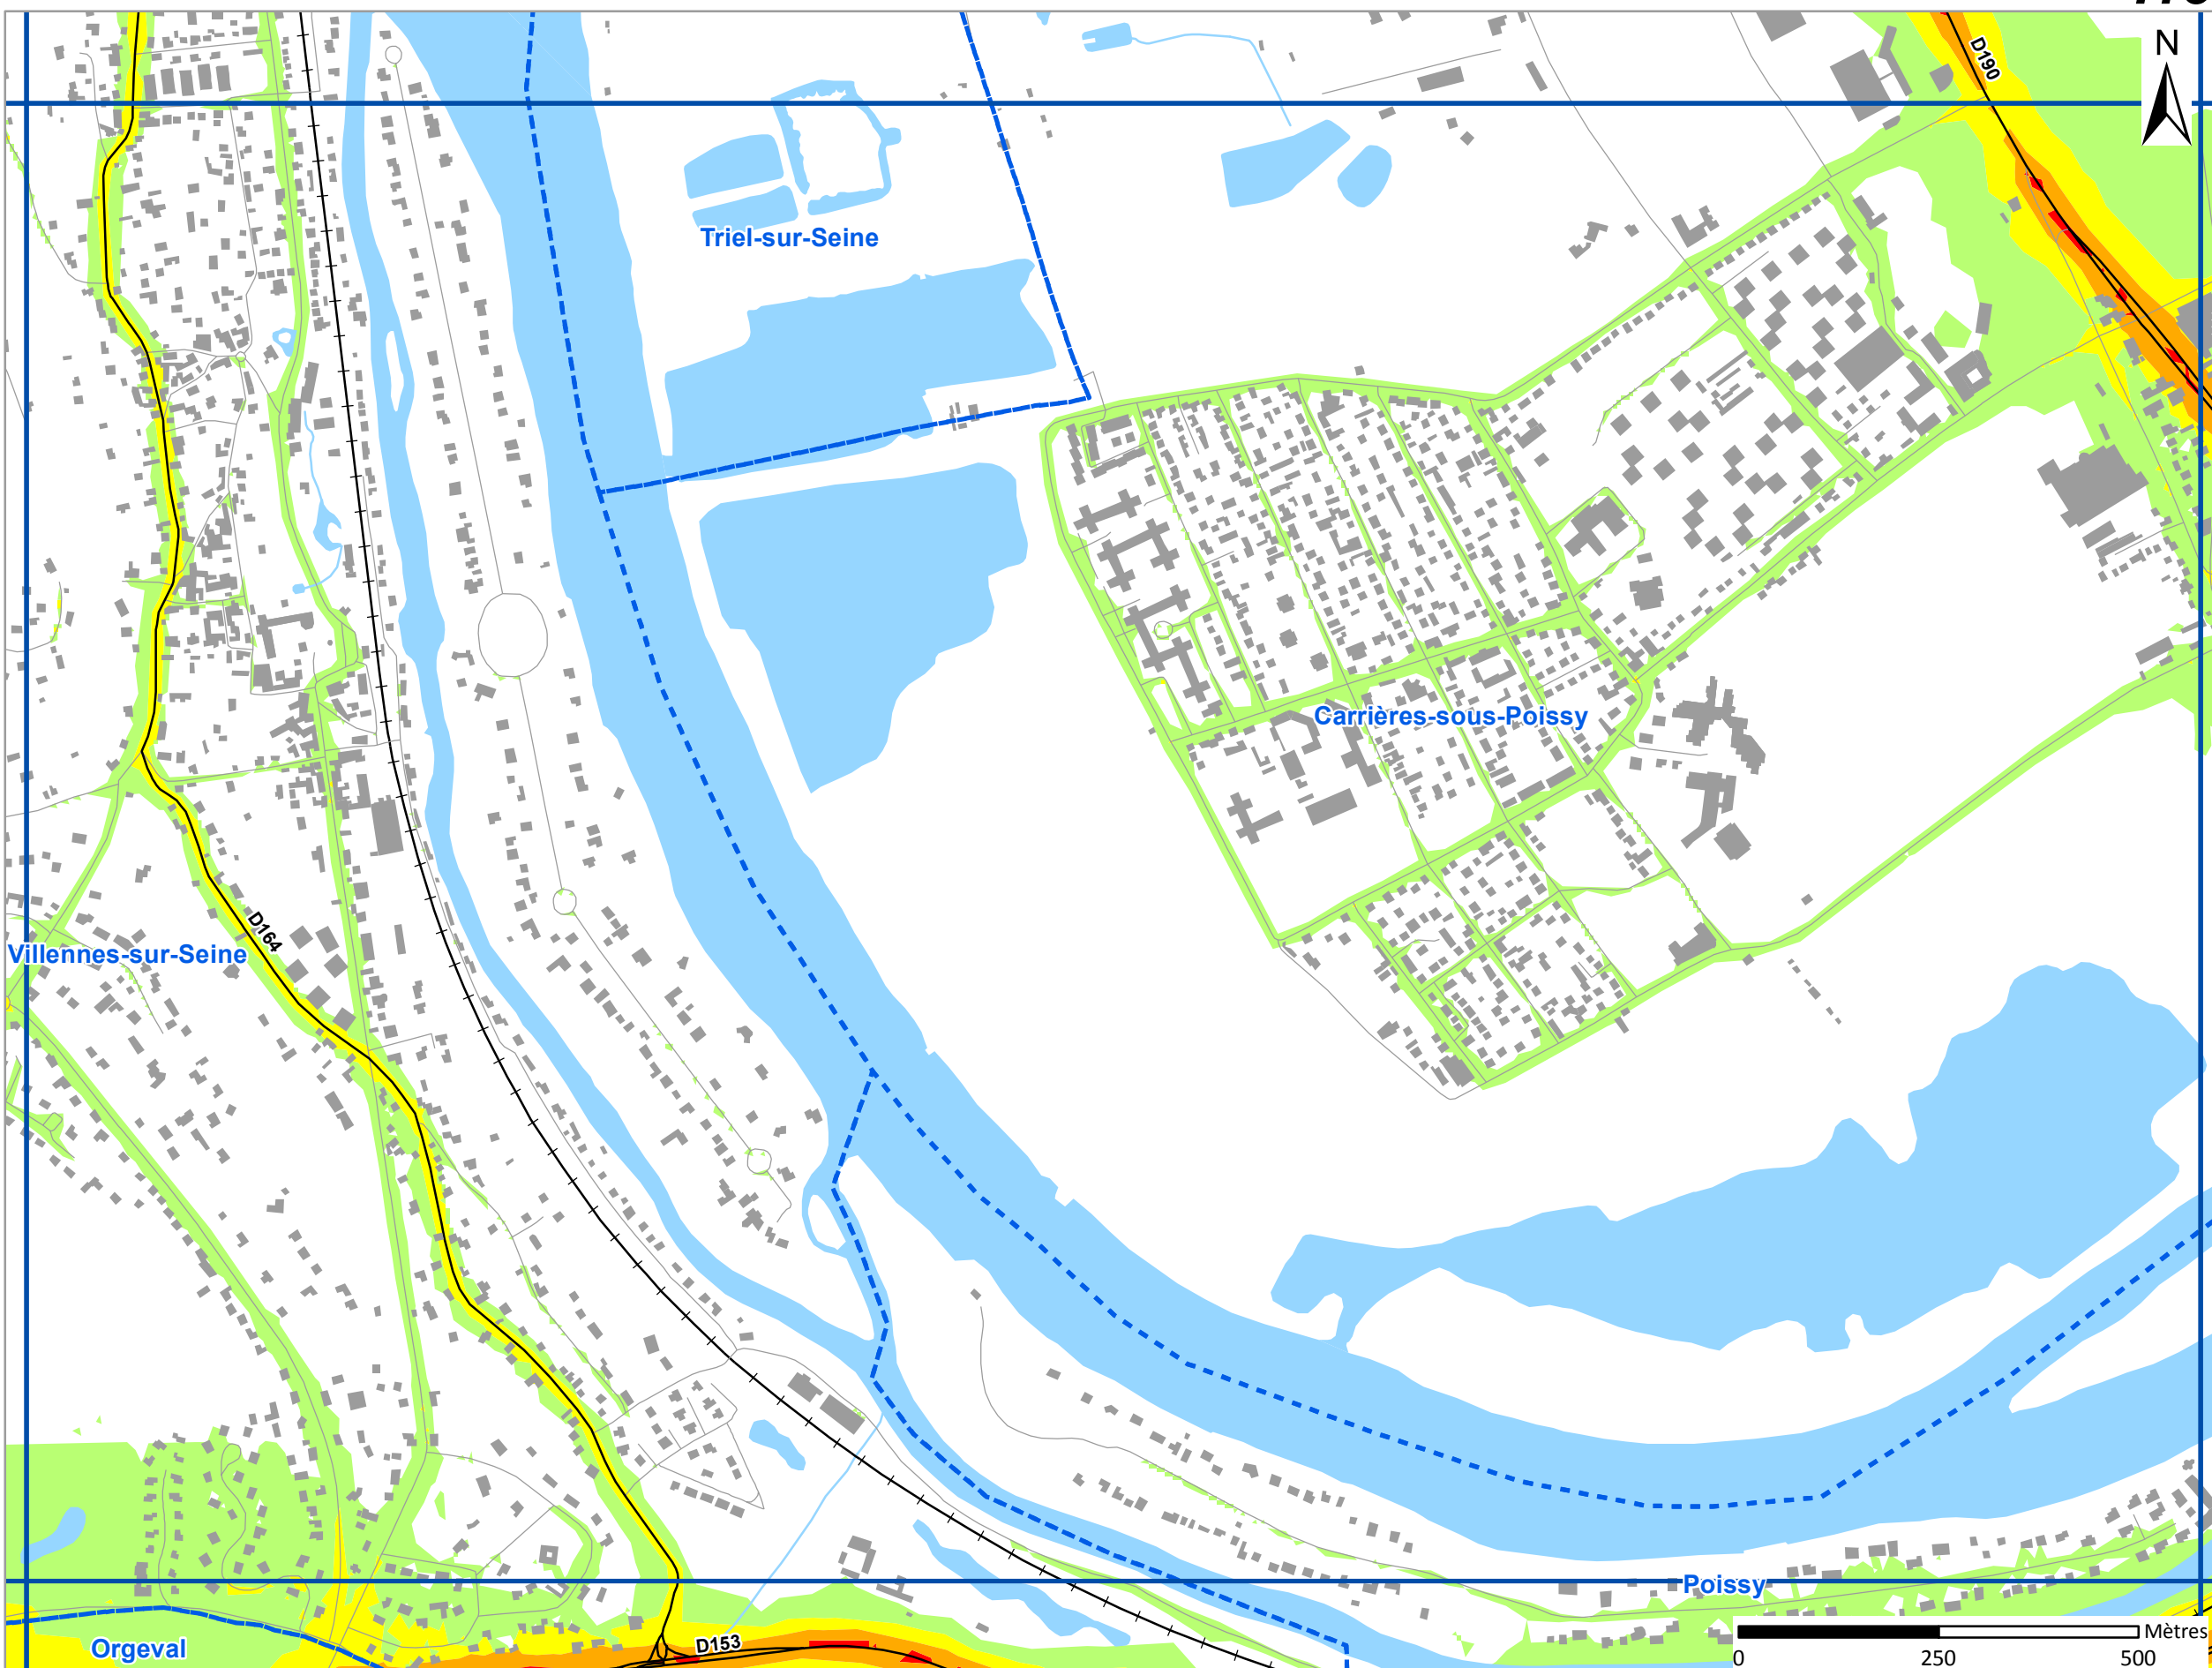 D190
N
Triel-sur-Seine
Carrières-sous-Poissy
D164
Villennes-sur-Seine
Poissy
D153
Orgeval
Mètres
0 250 500